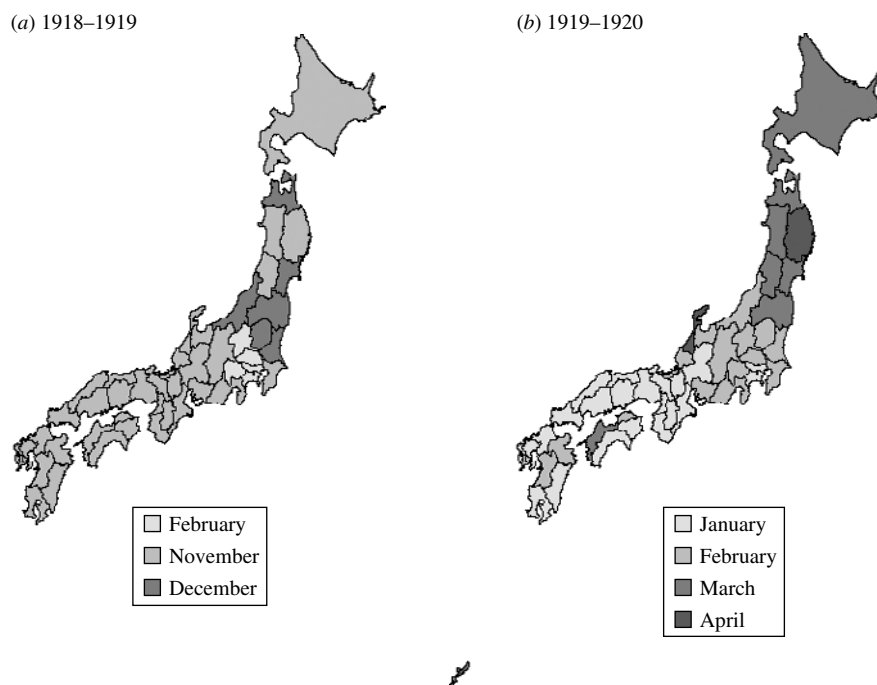 (a) 1918–1919
(b) 1919–1920
February
November
December
January
February
March
April